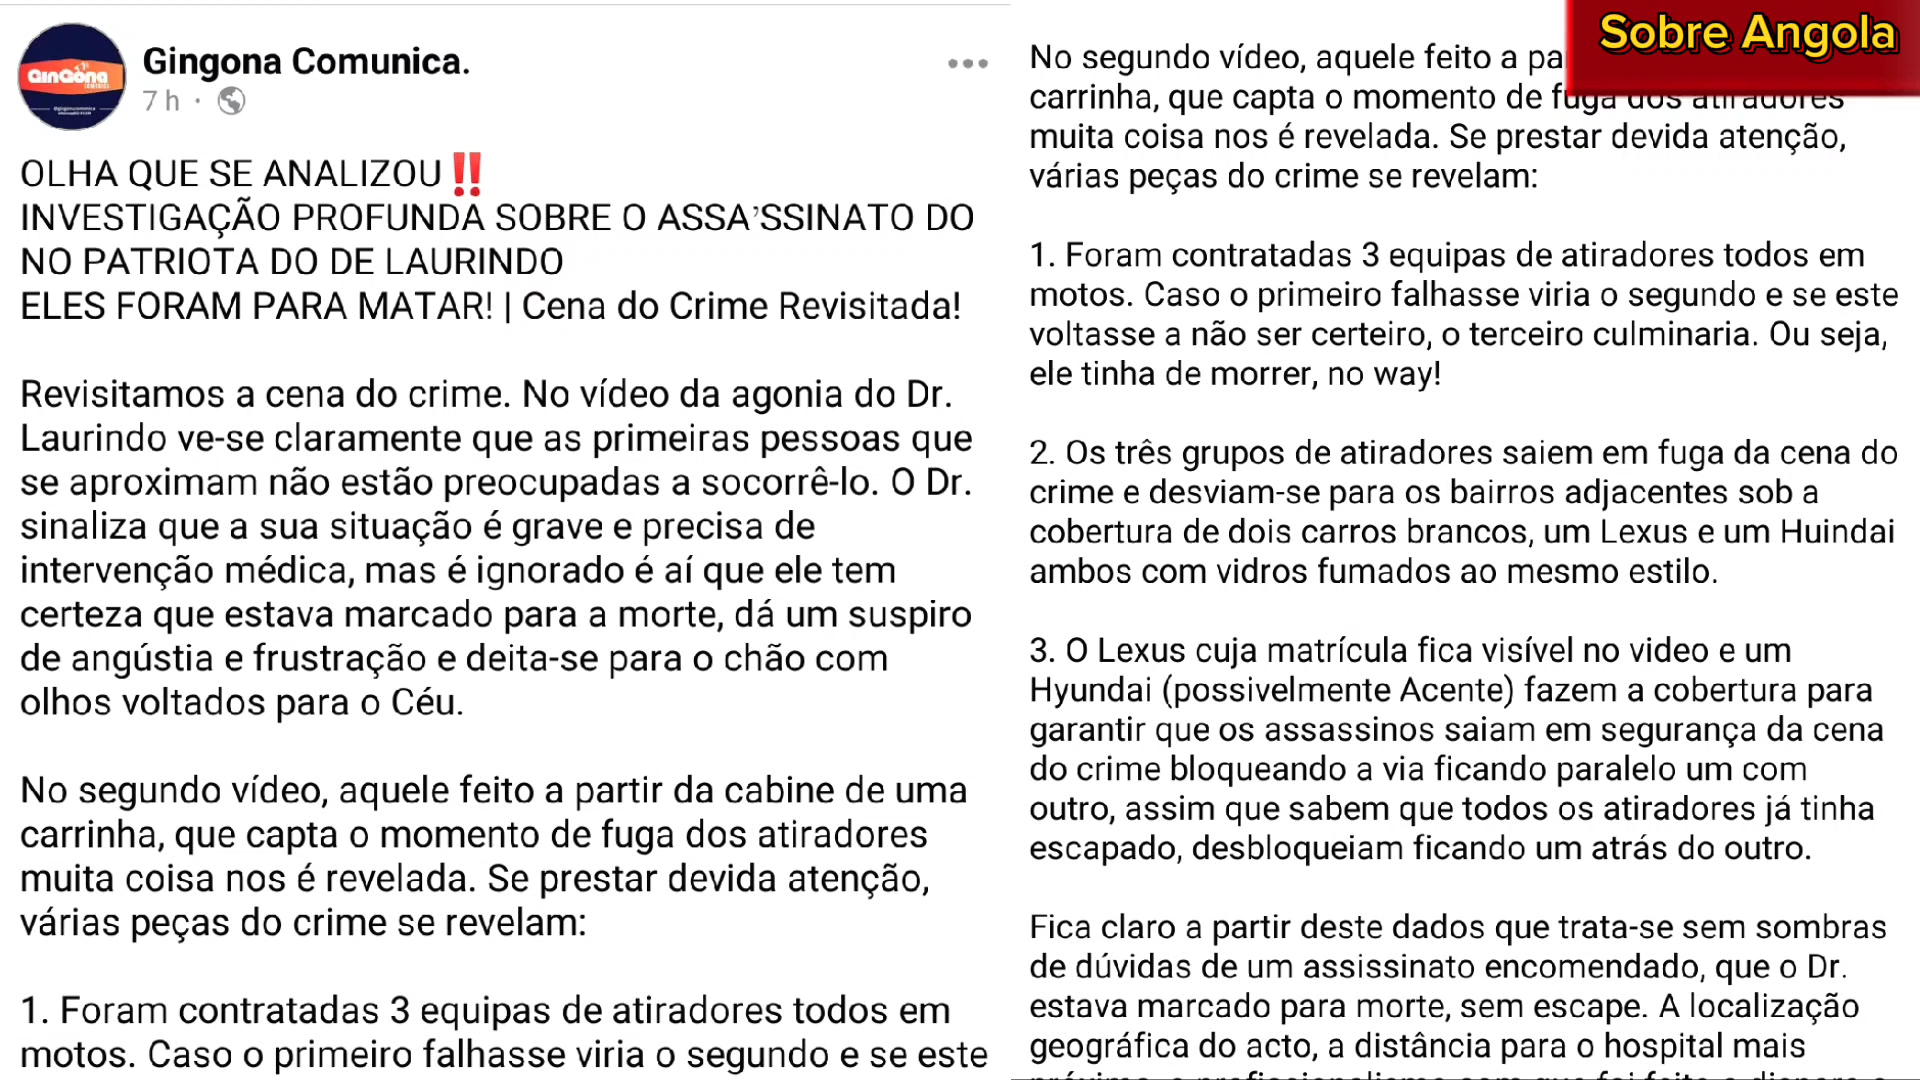 Gingona Comunica.
7 h ·
OLHA QUE SE ANALIZOU‼️
INVESTIGAÇÃO PROFUNDA SOBRE O ASSA’SSINATO DO
NO PATRIOTA DO DE LAURINDO
ELES FORAM PARA MATAR! | Cena do Crime Revisitada!
Revisitamos a cena do crime. No vídeo da agonia do Dr.
Laurindo ve-se claramente que as primeiras pessoas que
se aproximam não estão preocupadas a socorrê-lo. O Dr.
sinaliza que a sua situação é grave e precisa de
intervenção médica, mas é ignorado é aí que ele tem
certeza que estava marcado para a morte, dá um suspiro
de angústia e frustração e deita-se para o chão com
olhos voltados para o Céu.
No segundo vídeo, aquele feito a partir da cabine de uma
carrinha, que capta o momento de fuga dos atiradores
muita coisa nos é revelada. Se prestar devida atenção,
várias peças do crime se revelam:
1. Foram contratadas 3 equipas de atiradores todos em
motos. Caso o primeiro falhasse viria o segundo e se este
Sobre Angola
No segundo vídeo, aquele feito a pa
carrinha, que capta o momento de fuga dos atiradores
muita coisa nos é revelada. Se prestar devida atenção,
várias peças do crime se revelam:
1. Foram contratadas 3 equipas de atiradores todos em
motos. Caso o primeiro falhasse viria o segundo e se este
voltasse a não ser certeiro, o terceiro culminaria. Ou seja,
ele tinha de morrer, no way!
2. Os três grupos de atiradores saiem em fuga da cena do
crime e desviam-se para os bairros adjacentes sob a
cobertura de dois carros brancos, um Lexus e um Huindai
ambos com vidros fumados ao mesmo estilo.
3. O Lexus cuja matrícula fica visível no video e um
Hyundai (possivelmente Acente) fazem a cobertura para
garantir que os assassinos saiam em segurança da cena
do crime bloqueando a via ficando paralelo um com
outro, assim que sabem que todos os atiradores já tinha
escapado, desbloqueiam ficando um atrás do outro.
Fica claro a partir deste dados que trata-se sem sombras
de dúvidas de um assissinato encomendado, que o Dr.
estava marcado para morte, sem escape. A localização
geográfica do acto, a distância para o hospital mais